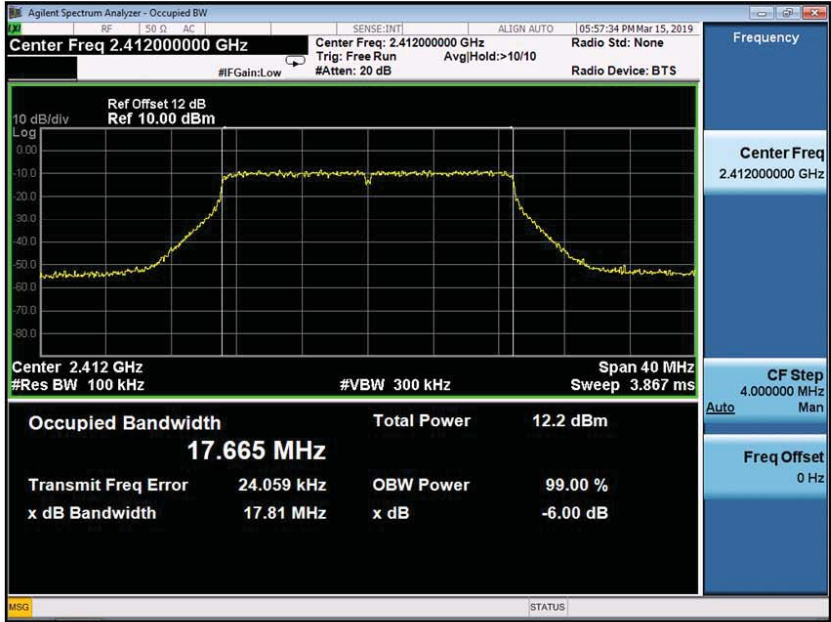 Agilent Spectrum Analyzer - Occupied BW
LXI RF 50 Ω AC SENSE:INT ALIGN AUTO 05:57:34 PM Mar 15, 2019
Center Freq 2.412000000 GHz
Center Freq: 2.412000000 GHz Radio Std: None
Trig: Free Run Avg|Hold:>10/10
#IFGain:Low #Atten: 20 dB Radio Device: BTS
Frequency
Ref Offset 12 dB
10 dB/div Ref 10.00 dBm
Log
0.00
-10.0
-20.0
-30.0
-40.0
-50.0
-60.0
-70.0
-80.0
Center 2.412 GHz Span 40 MHz
#Res BW 100 kHz #VBW 300 kHz Sweep 3.867 ms
Occupied Bandwidth Total Power 12.2 dBm
17.665 MHz
Transmit Freq Error 24.059 kHz OBW Power 99.00 %
x dB Bandwidth 17.81 MHz x dB -6.00 dB
Center Freq
2.412000000 GHz
CF Step
4.000000 MHz
Auto Man
Freq Offset
0 Hz
MSG STATUS